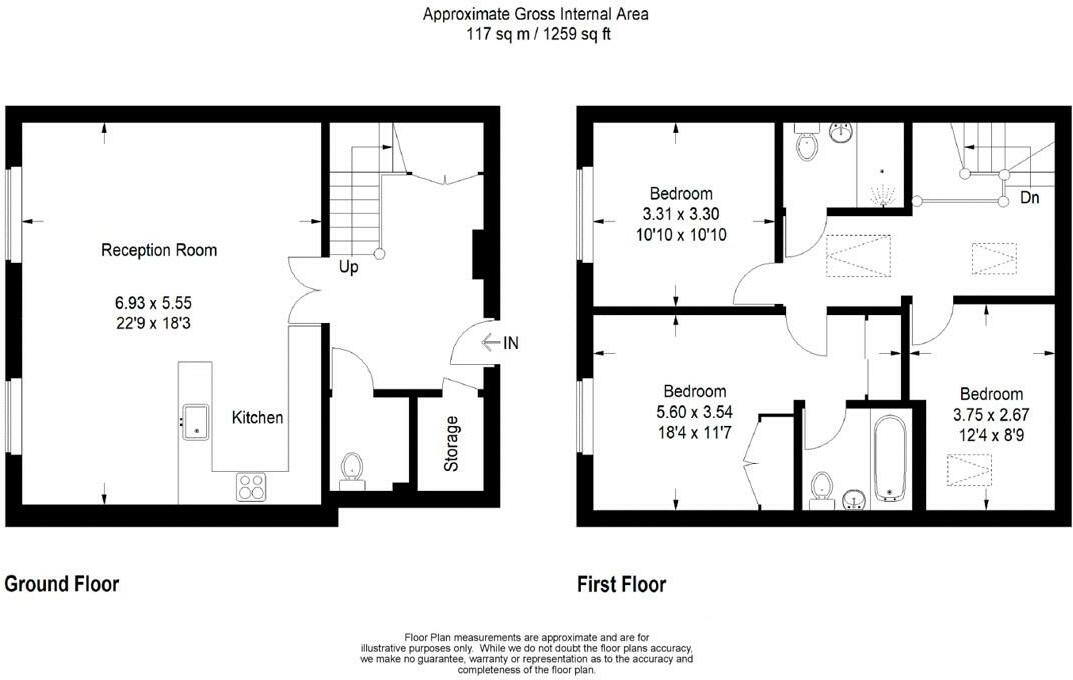 Approximate Gross Internal Area
117 sq m / 1259 sq ft
Reception Room
6.93 x 5.55
22'9 x 18'3
Up
IN
Kitchen
Storage
Bedroom
3.31 x 3.30
10'10 x 10'10
Dn
Bedroom
5.60 x 3.54
18'4 x 11'7
Bedroom
3.75 x 2.67
12'4 x 8'9
Ground Floor
First Floor
Floor Plan measurements are approximate and are for
illustrative purposes only. While we do not doubt the floor plans accuracy,
we make no guarantee, warranty or representation as to the accuracy and
completeness of the floor plan.